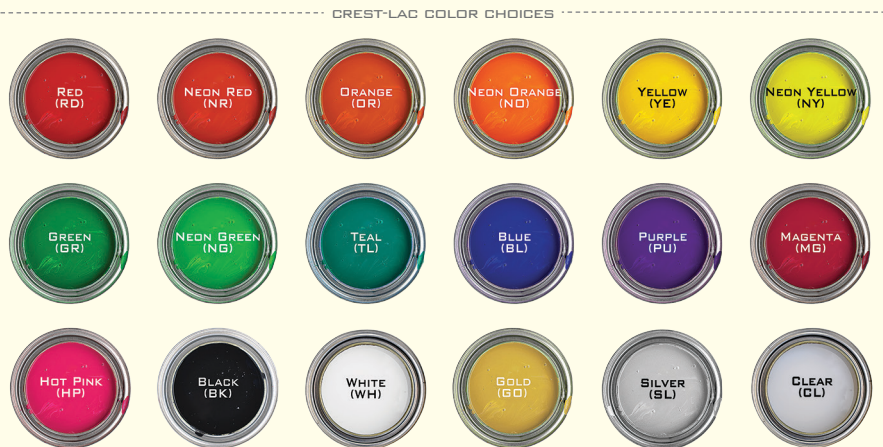 CREST-LAC COLOR CHOICES
RED
(RD)
NEON RED
(NR)
ORANGE
(OR)
NEON ORANGE
(NO)
YELLOW
(YE)
NEON YELLOW
(NY)
GREEN
(GR)
NEON GREEN
(NG)
TEAL
(TL)
BLUE
(BL)
PURPLE
(PU)
MAGENTA
(MG)
HOT PINK
(HP)
BLACK
(BK)
WHITE
(WH)
GOLD
(GO)
SILVER
(SL)
CLEAR
(CL)